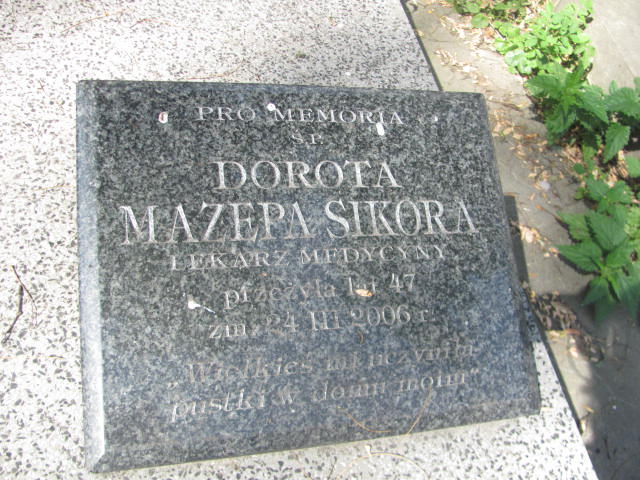 PRO MEMORIA
Ś.P.
DOROTA
MAZEPA SIKORA
LEKARZ MEDYCYNY
przeżyła lat 47
zm. 24 III 2006 r.
"Wielkieś mi uczyniła
pustki w domu moim"